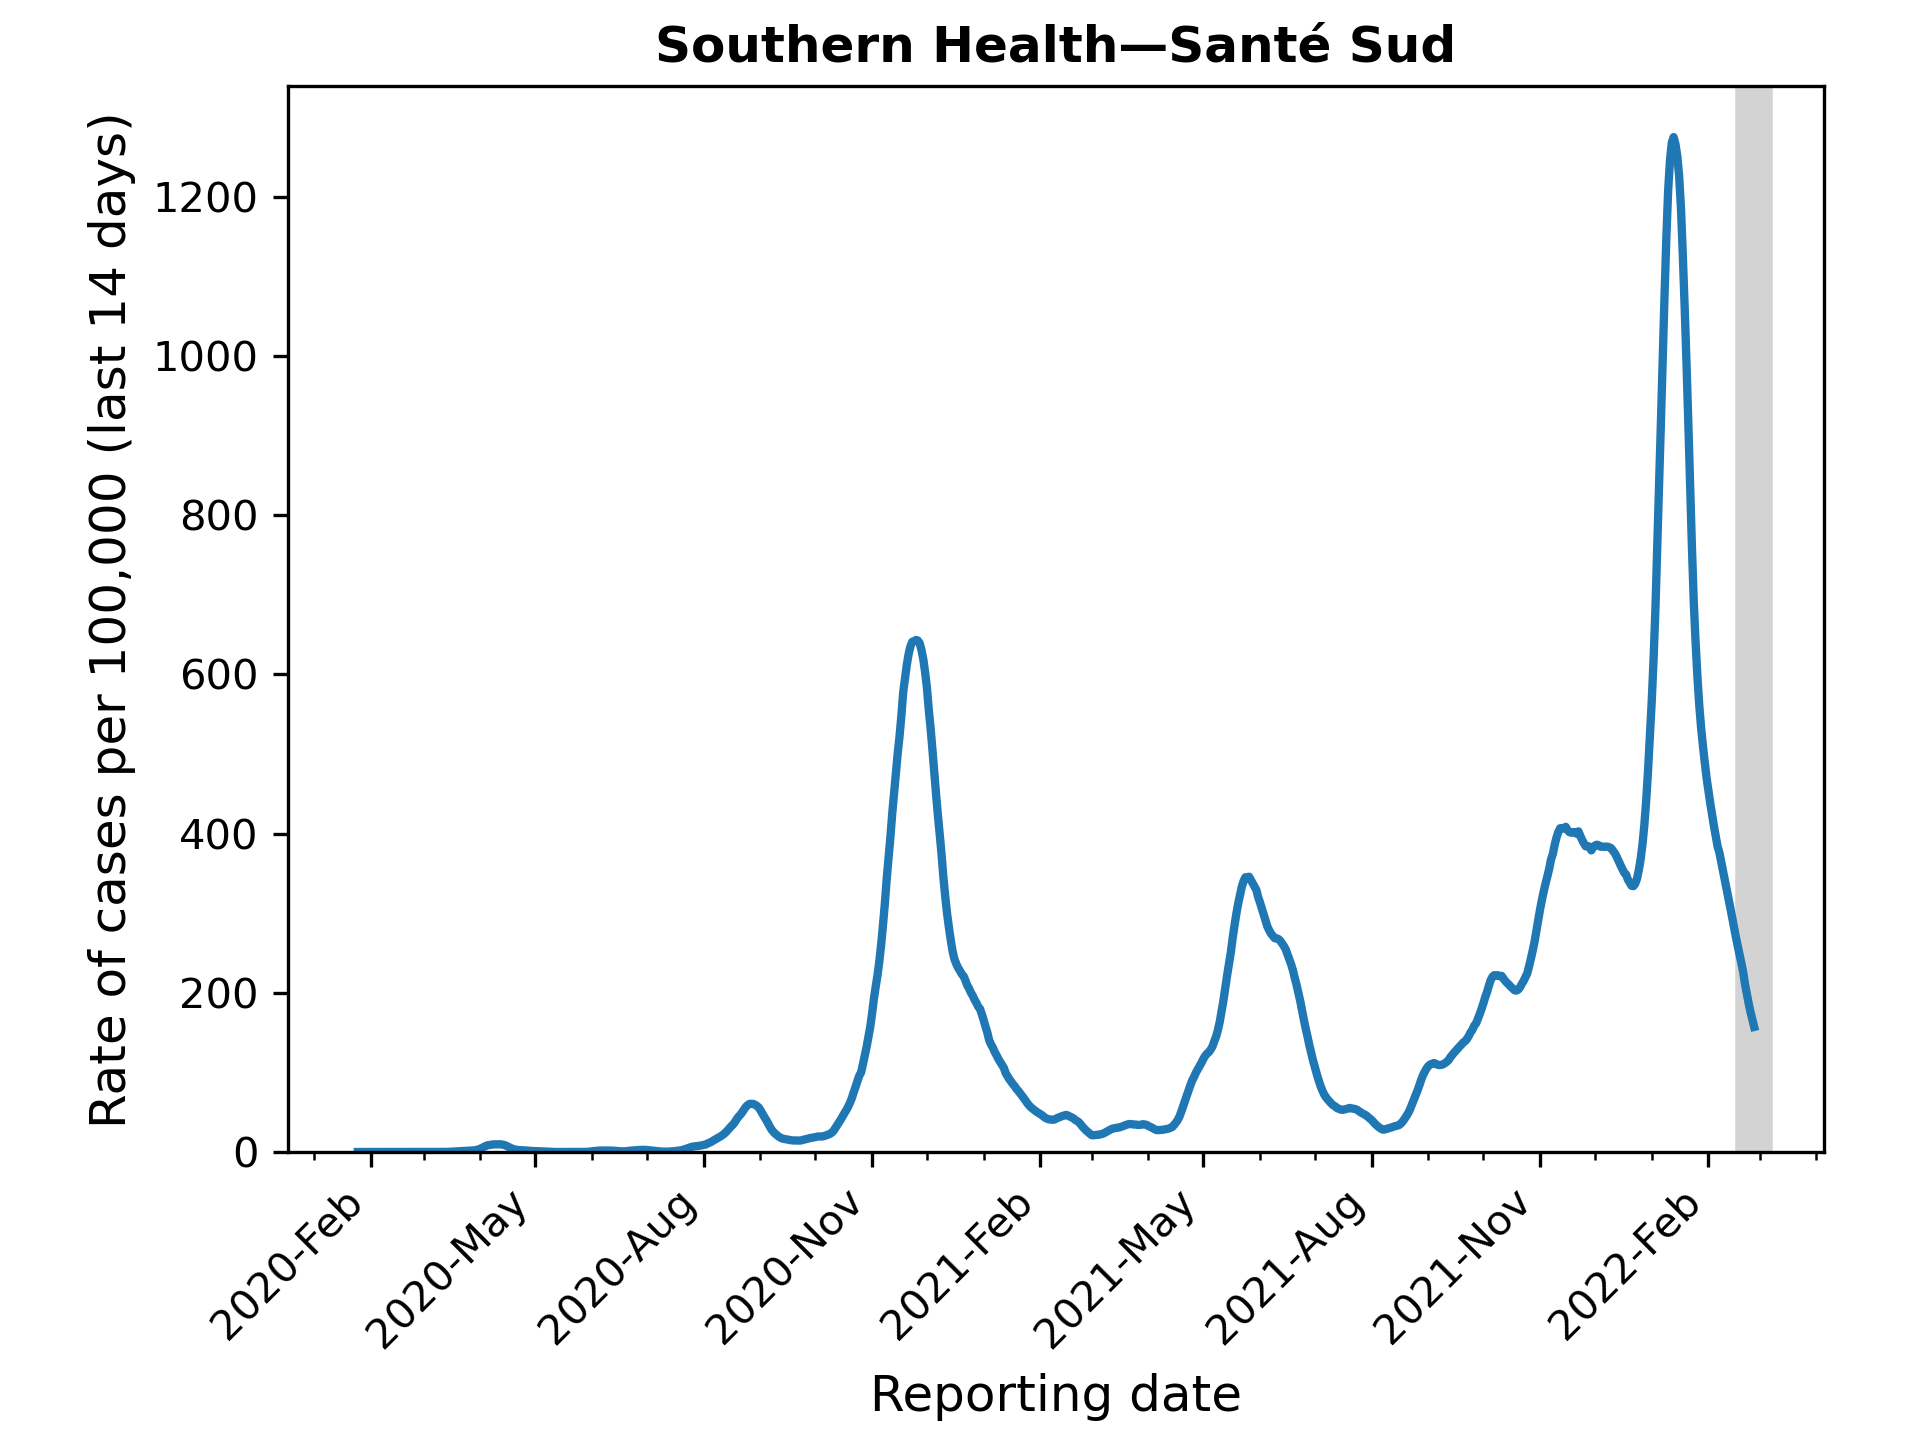 Southern Health—Santé Sud
Rate of cases per 100,000 (last 14 days)
1200
1000
800
600
400
200
0
2020-Feb
2020-May
2020-Aug
2020-Nov
2021-Feb
2021-May
2021-Aug
2021-Nov
2022-Feb
Reporting date